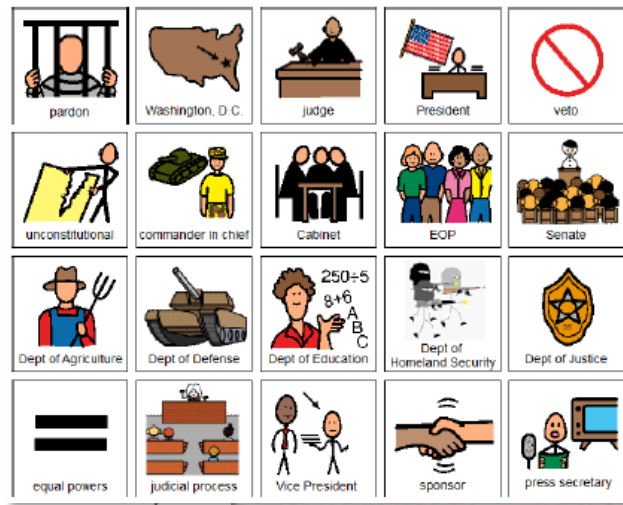 pardon
Washington, D.C.
judge
President
veto
unconstitutional
commander in chief
Cabinet
EOP
Senate
250÷5
8+6
A
B
C
Dept of Agriculture
Dept of Defense
Dept of Education
Dept of
Homeland Security
Dept of Justice
equal powers
judicial process
Vice President
sponsor
press secretary